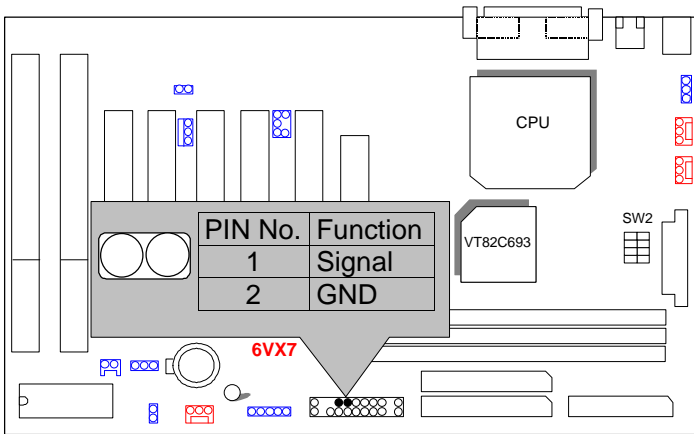 CPU
SW2
VT82C693
PIN No. Function
1 Signal
2 GND
6VX7